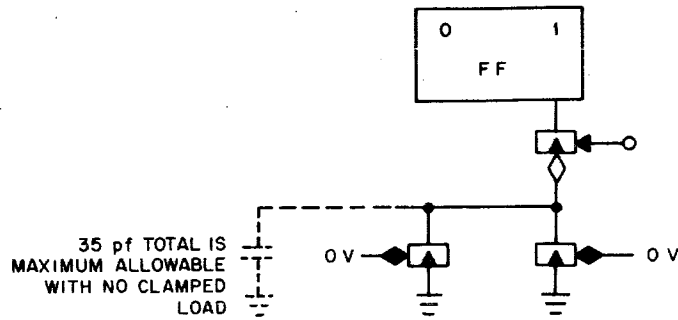 0 1
FF
35 pf TOTAL IS
MAXIMUM ALLOWABLE
WITH NO CLAMPED
LOAD
0 V
0 V